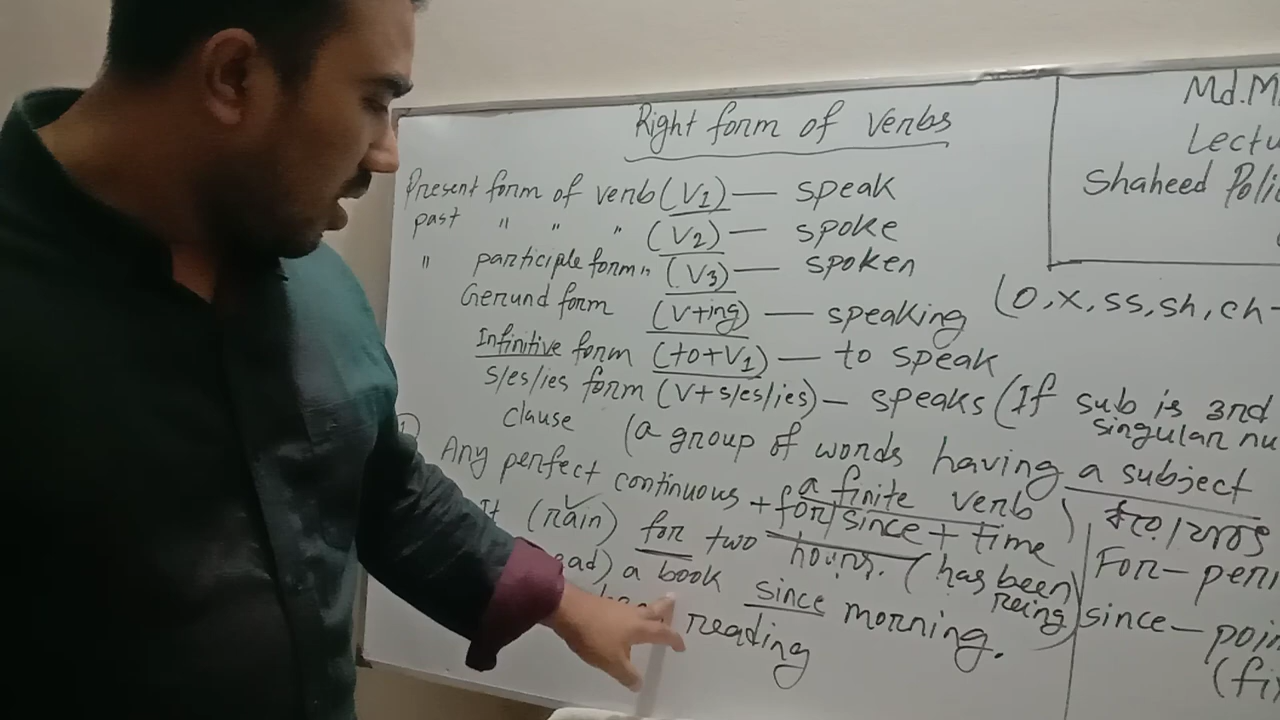 Right form of verbs
Md.M
Lectu
Shaheed Poli
Present form of verb (V1) — speak
past " " " (V2) — spoke
" participle form " (V3) — spoken
Gerund form (V+ing) — speaking
(o, x, ss, sh, ch
Infinitive form (to+V1) — to speak
s/es/ies form (V+s/es/ies) — speaks (If sub is 3rd
singular nu
clause (a group of words having a subject
a finite verb)
Any perfect continuous + for/since + time
It (rain) for two hours. (has been
reing)
For - peri
ad) a book since morning.
reading
since - poin
(fi